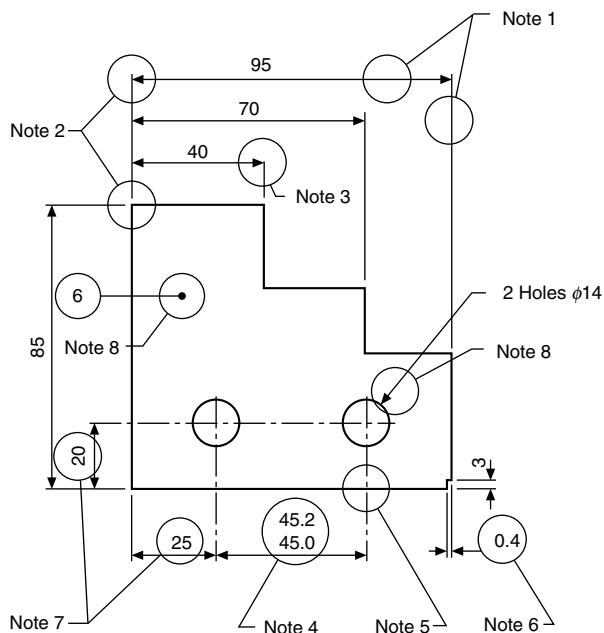 Note 1
95
70
Note 2
40
Note 3
6
2 Holes ϕ14
Note 8
Note 8
85
20
3
45.2
45.0
25
0.4
Note 7
Note 4
Note 5
Note 6